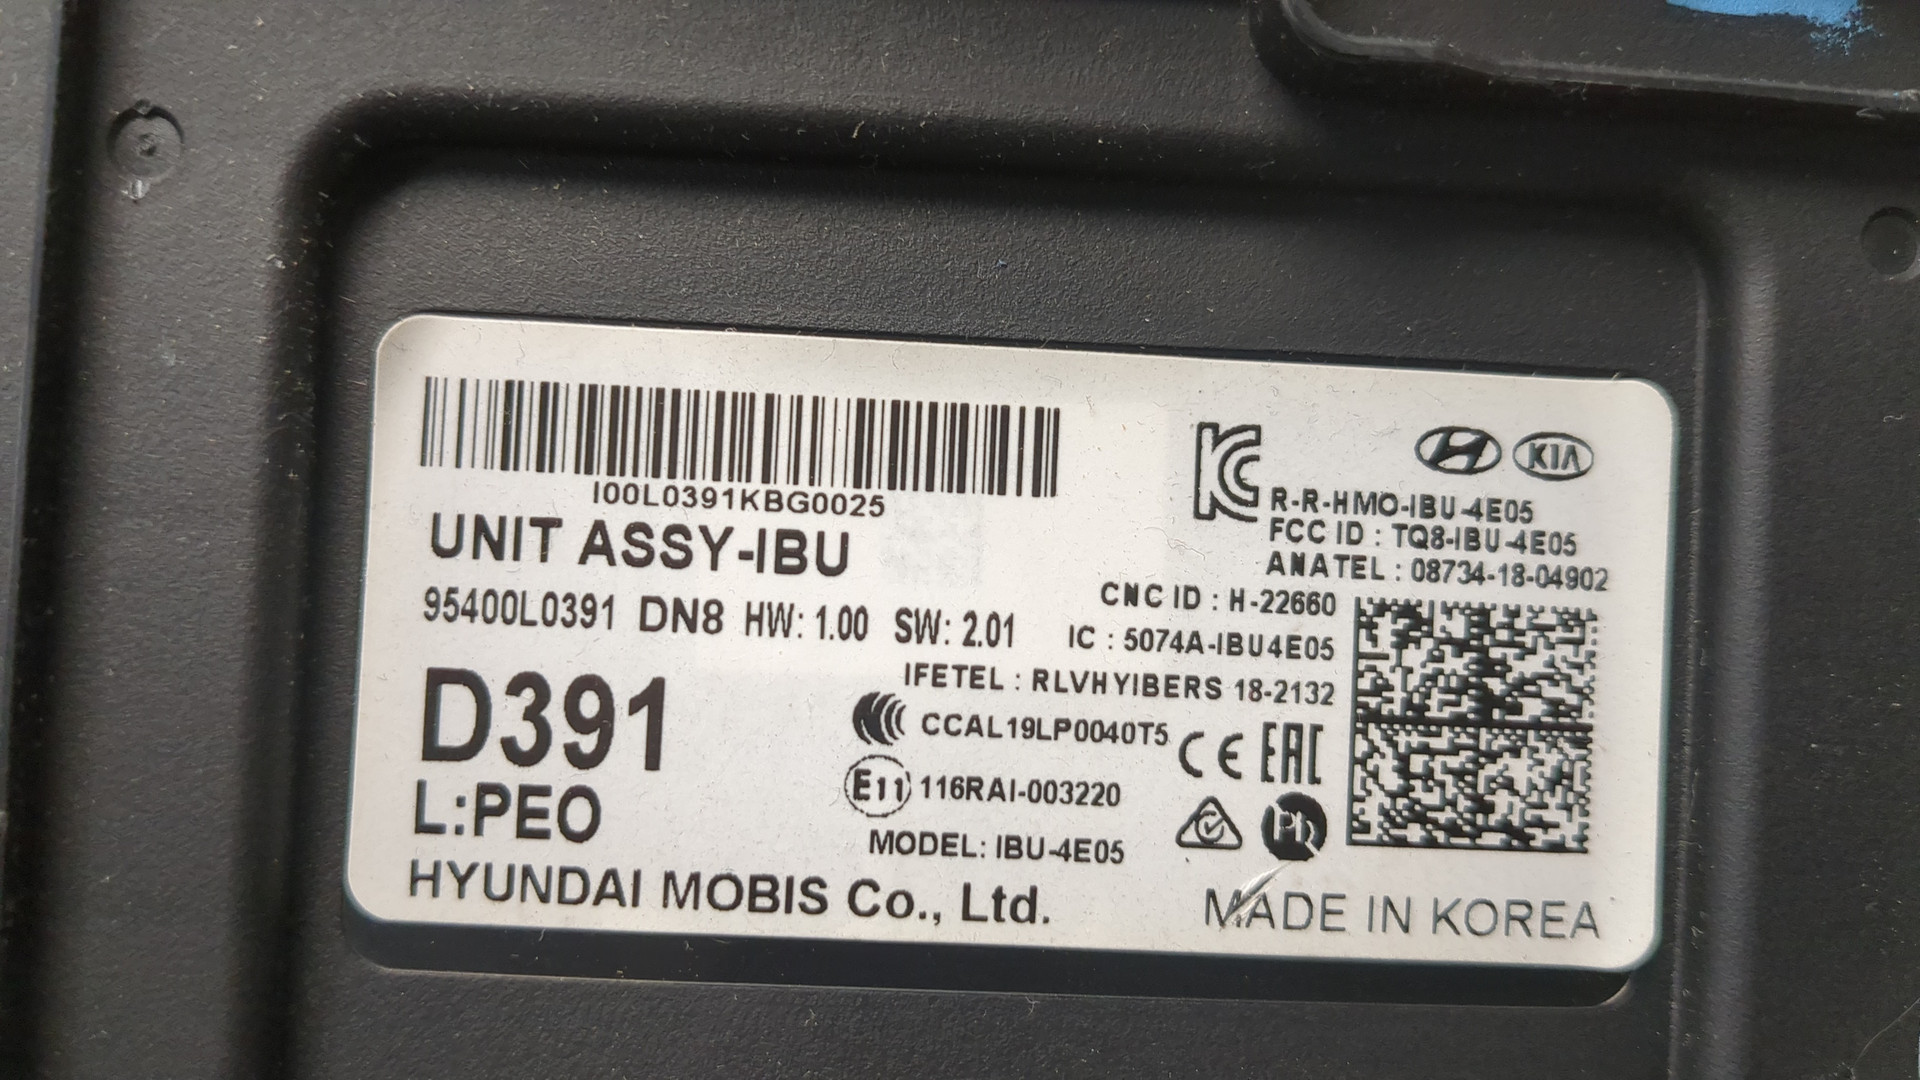 I00L0391KBG0025
UNIT ASSY-IBU
95400L0391 DN8 HW: 1.00 SW: 2.01
D391
L:PEO
HYUNDAI MOBIS Co., Ltd.
KIA
R-R-HMO-IBU-4E05
FCC ID : TQ8-IBU-4E05
ANATEL : 08734-18-04902
CNC ID : H-22660
IC : 5074A-IBU4E05
IFETEL : RLVHYIBERS 18-2132
CCAL19LP0040T5
CE EAC
E11 116RAI-003220
MODEL: IBU-4E05
MADE IN KOREA